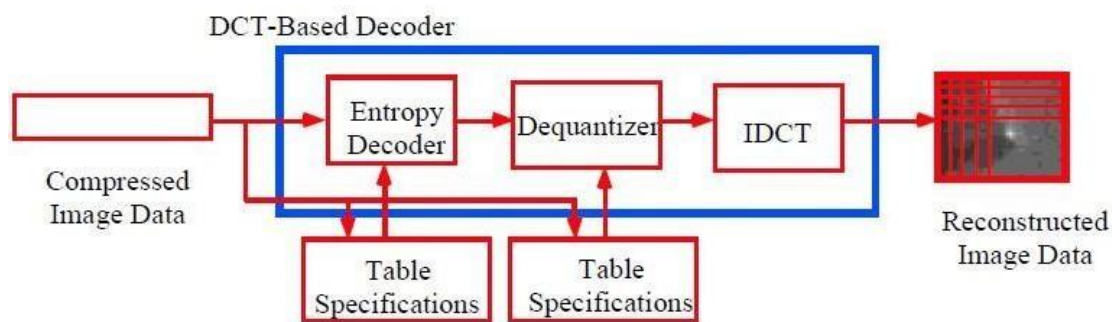 DCT-Based Decoder
Entropy
Decoder
Dequantizer
IDCT
Compressed
Image Data
Table
Specifications
Table
Specifications
Reconstructed
Image Data